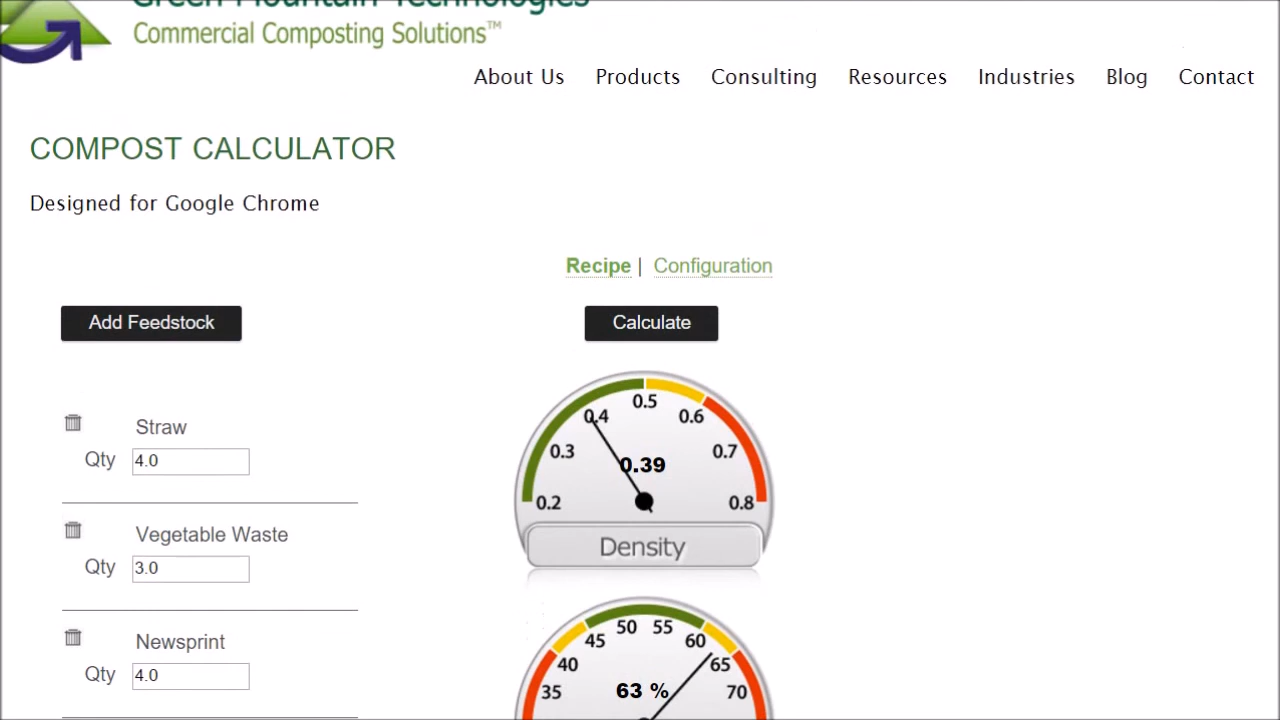 Green Mountain Technologies
Commercial Composting Solutions™
About Us Products Consulting Resources Industries Blog Contact
COMPOST CALCULATOR
Designed for Google Chrome
Recipe | Configuration
Add Feedstock
Calculate
Straw
Qty 4.0
Vegetable Waste
Qty 3.0
Newsprint
Qty 4.0
0.2 0.3 0.4 0.5 0.6 0.7 0.8
0.39
Density
35 40 45 50 55 60 65 70
63 %